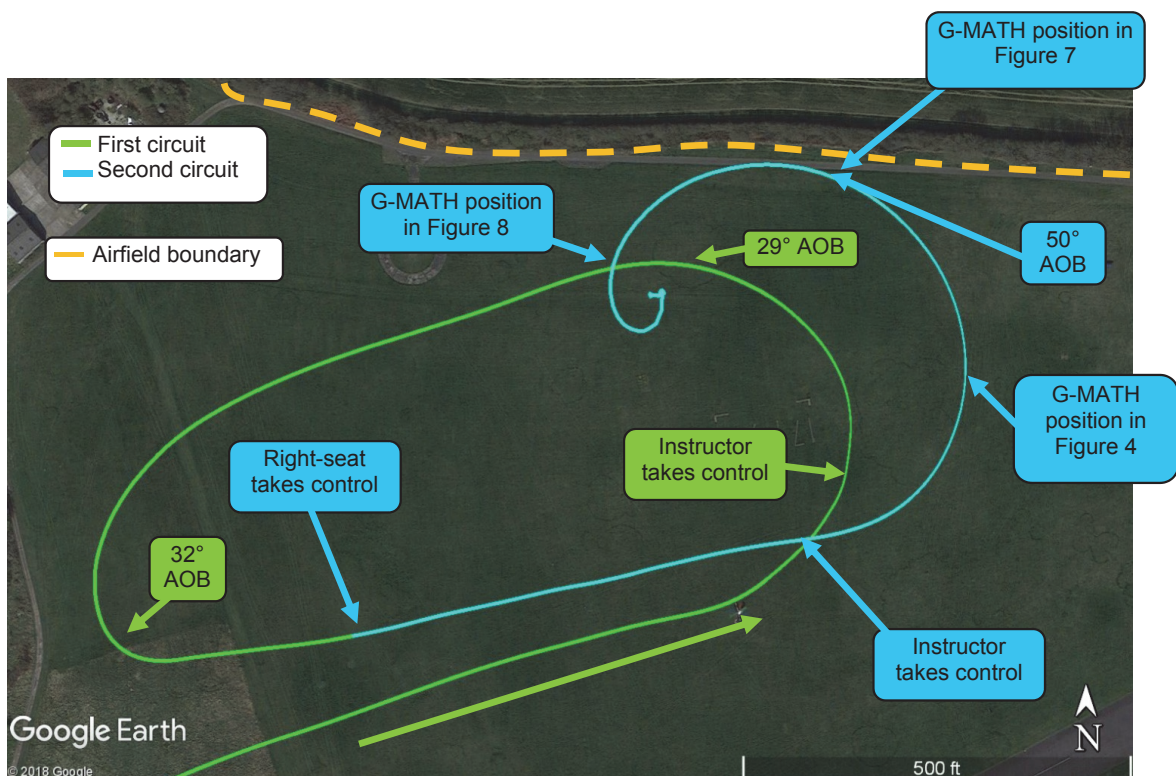 G-MATH position in
Figure 7
First circuit
Second circuit
G-MATH position
in Figure 8
29° AOB
50°
AOB
Airfield boundary
G-MATH
position in
Figure 4
Right-seat
takes control
Instructor
takes control
32°
AOB
Instructor
takes control
Google Earth
© 2018 Google
N
500 ft